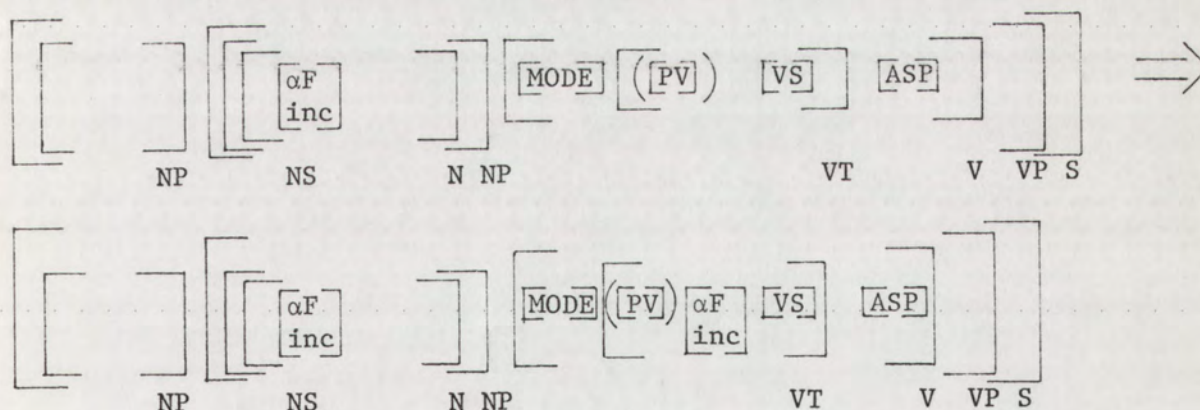 αF MODE (PV) VS ASP ⟹
inc
NP NS N NP VT V VP S
αF MODE (PV) αF VS ASP
inc inc
NP NS N NP VT V VP S